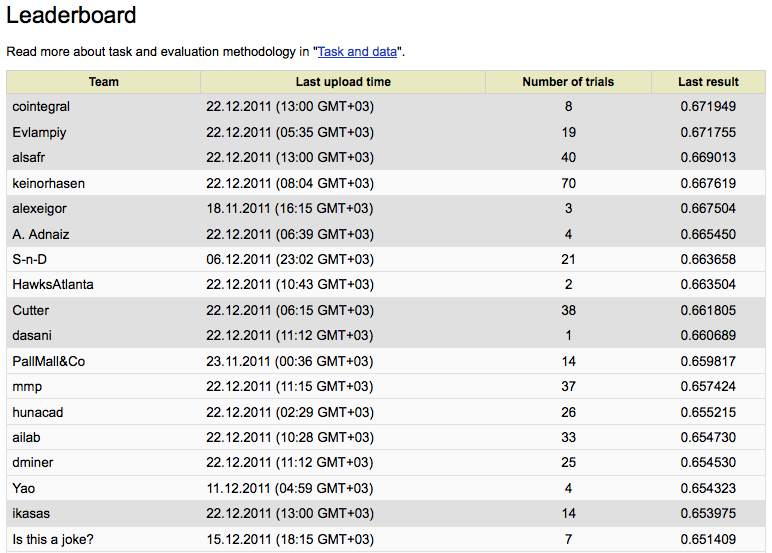 Leaderboard
Read more about task and evaluation methodology in "Task and data".
Team Last upload time Number of trials Last result
cointegral 22.12.2011 (13:00 GMT+03) 8 0.671949
Evlampiy 22.12.2011 (05:35 GMT+03) 19 0.671755
alsafr 22.12.2011 (13:00 GMT+03) 40 0.669013
keinorhasen 22.12.2011 (08:04 GMT+03) 70 0.667619
alexeigor 18.11.2011 (16:15 GMT+03) 3 0.667504
A. Adnaiz 22.12.2011 (06:39 GMT+03) 4 0.665450
S-n-D 06.12.2011 (23:02 GMT+03) 21 0.663658
HawksAtlanta 22.12.2011 (10:43 GMT+03) 2 0.663504
Cutter 22.12.2011 (06:15 GMT+03) 38 0.661805
dasani 22.12.2011 (11:12 GMT+03) 1 0.660689
PallMall&Co 23.11.2011 (00:36 GMT+03) 14 0.659817
mmp 22.12.2011 (11:15 GMT+03) 37 0.657424
hunacad 22.12.2011 (02:29 GMT+03) 26 0.655215
ailab 22.12.2011 (10:28 GMT+03) 33 0.654730
dminer 22.12.2011 (11:12 GMT+03) 25 0.654530
Yao 11.12.2011 (04:59 GMT+03) 4 0.654323
ikasas 22.12.2011 (13:00 GMT+03) 14 0.653975
Is this a joke? 15.12.2011 (18:15 GMT+03) 7 0.651409